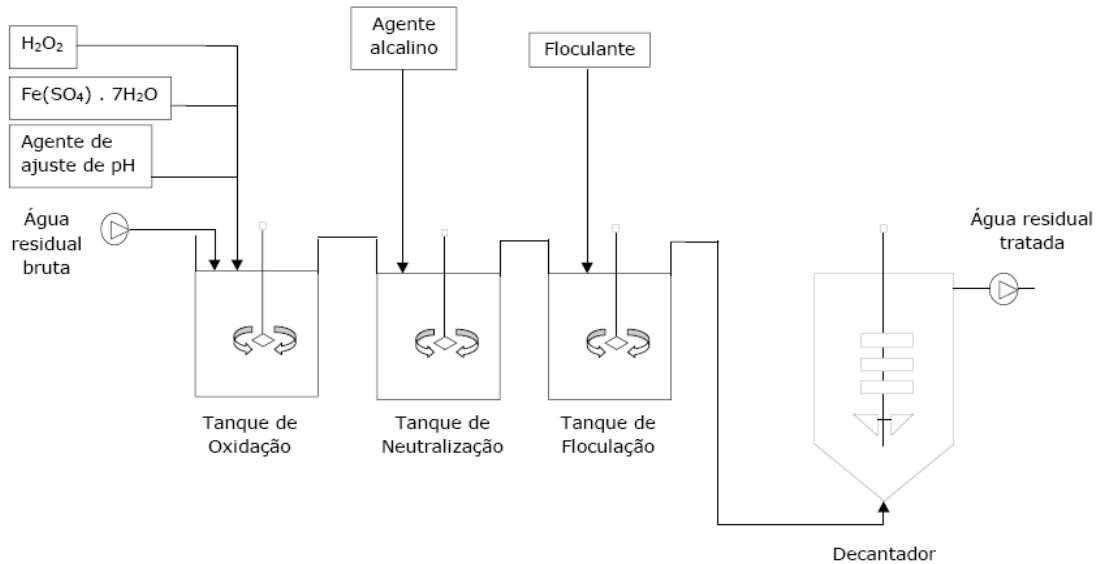 H₂O₂
Fe(SO₄) . 7H₂O
Agente de
ajuste de pH
Água
residual
bruta
Agente
alcalino
Floculante
Água residual
tratada
Tanque de
Oxidação
Tanque de
Neutralização
Tanque de
Floculação
Decantador